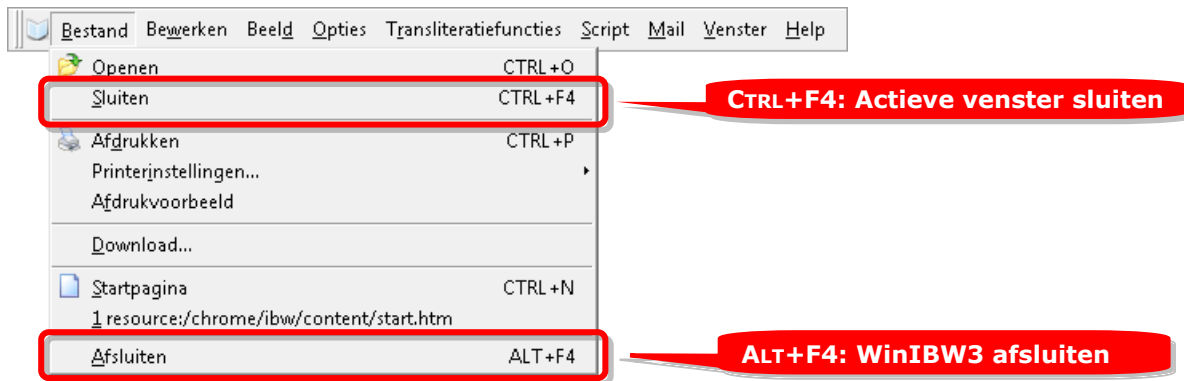 Bestand Bewerken Beeld Opties Transliteratiefuncties Script Mail Venster Help
Openen CTRL+O
Sluiten CTRL+F4
CTRL+F4: Actieve venster sluiten
Afdrukken CTRL+P
Printerinstellingen...
Afdrukvoorbeeld
Download...
Startpagina CTRL+N
1 resource:/chrome/ibw/content/start.htm
Afsluiten ALT+F4
ALT+F4: WinIBW3 afsluiten